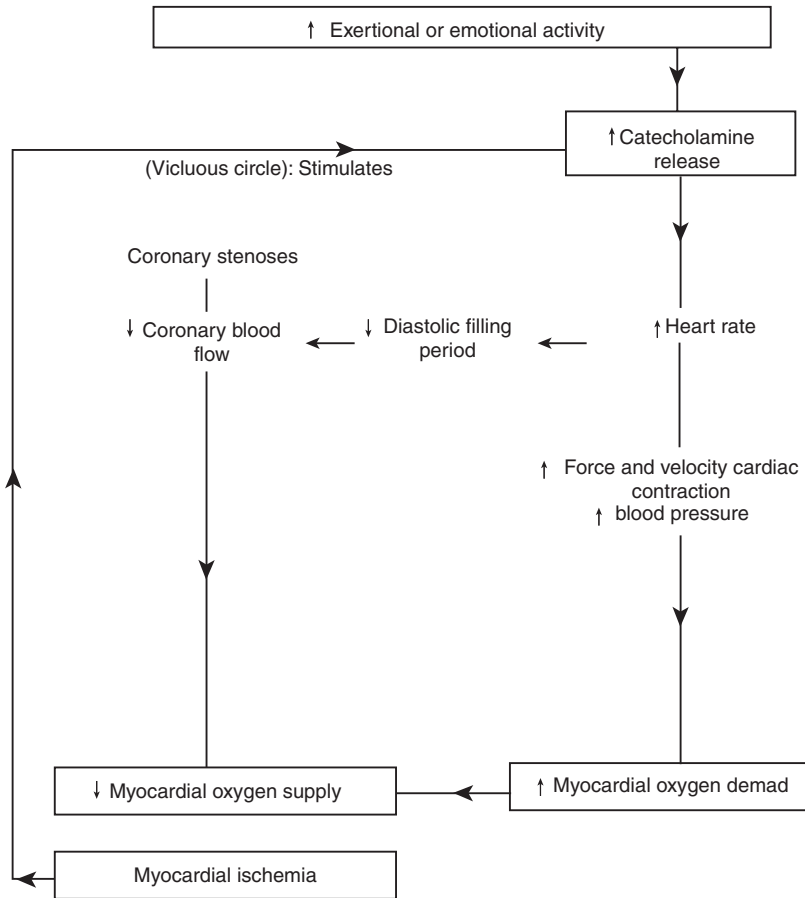 ↑ Exertional or emotional activity
↑ Catecholamine
release
(Vicluous circle): Stimulates
Coronary stenoses
↓ Coronary blood
flow
↓ Diastolic filling
period
↑ Heart rate
↑ Force and velocity cardiac
contraction
↑ blood pressure
↓ Myocardial oxygen supply
↑ Myocardial oxygen demad
Myocardial ischemia